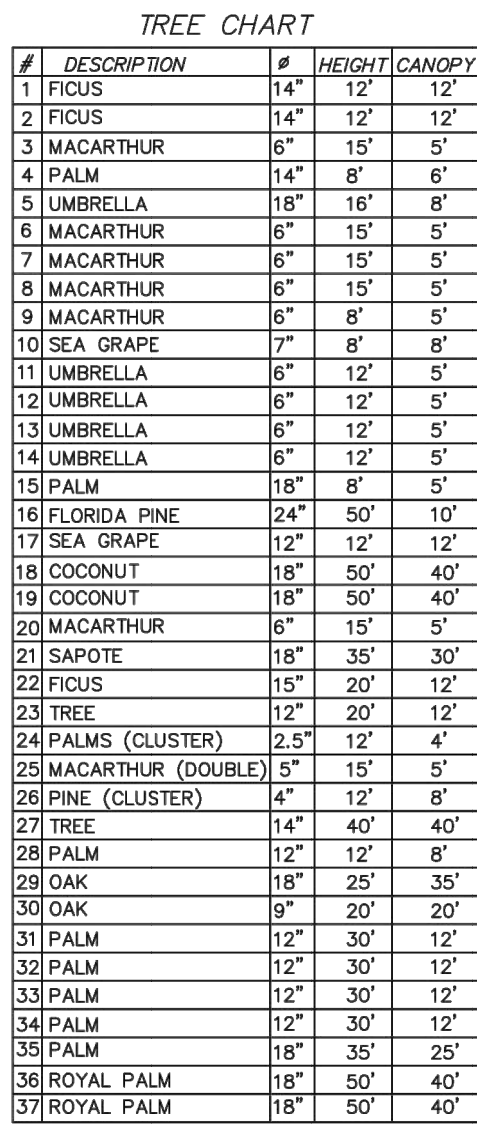 TREE CHART
# DESCRIPTION ø HEIGHT CANOPY
1 FICUS 14" 12' 12'
2 FICUS 14" 12' 12'
3 MACARTHUR 6" 15' 5'
4 PALM 14" 8' 6'
5 UMBRELLA 18" 16' 8'
6 MACARTHUR 6" 15' 5'
7 MACARTHUR 6" 15' 5'
8 MACARTHUR 6" 15' 5'
9 MACARTHUR 6" 8' 5'
10 SEA GRAPE 7" 8' 8'
11 UMBRELLA 6" 12' 5'
12 UMBRELLA 6" 12' 5'
13 UMBRELLA 6" 12' 5'
14 UMBRELLA 6" 12' 5'
15 PALM 18" 8' 5'
16 FLORIDA PINE 24" 50' 10'
17 SEA GRAPE 12" 12' 12'
18 COCONUT 18" 50' 40'
19 COCONUT 18" 50' 40'
20 MACARTHUR 6" 15' 5'
21 SAPOTE 18" 35' 30'
22 FICUS 15" 20' 12'
23 TREE 12" 20' 12'
24 PALMS (CLUSTER) 2.5" 12' 4'
25 MACARTHUR (DOUBLE) 5" 15' 5'
26 PINE (CLUSTER) 4" 12' 8'
27 TREE 14" 40' 40'
28 PALM 12" 12' 8'
29 OAK 18" 25' 35'
30 OAK 9" 20' 20'
31 PALM 12" 30' 12'
32 PALM 12" 30' 12'
33 PALM 12" 30' 12'
34 PALM 12" 30' 12'
35 PALM 18" 35' 25'
36 ROYAL PALM 18" 50' 40'
37 ROYAL PALM 18" 50' 40'